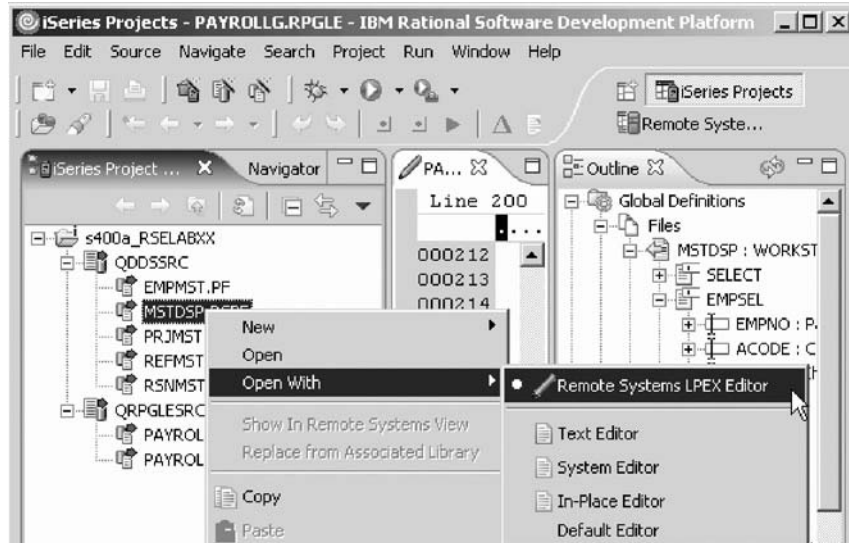 iSeries Projects - PAYROLLG.RPGLE - IBM Rational Software Development Platform
File Edit Source Navigate Search Project Run Window Help
iSeries Projects
Remote Syste...
iSeries Project ...
Navigator
PA...
Outline
Line 200
...
000212
000213
000214
s400a_RSELABXX
QDDSSRC
EMPMST.PF
PRJMST
REFMST
RSNMST
QRPGLESRC
PAYROL
PAYROL
Global Definitions
Files
MSTDSP : WORKST
SELECT
EMPSEL
EMPNO : P
ACODE : C
New
Open
Open With
Show In Remote Systems View
Replace from Associated Library
Copy
Paste
Remote Systems LPEX Editor
Text Editor
System Editor
In-Place Editor
Default Editor